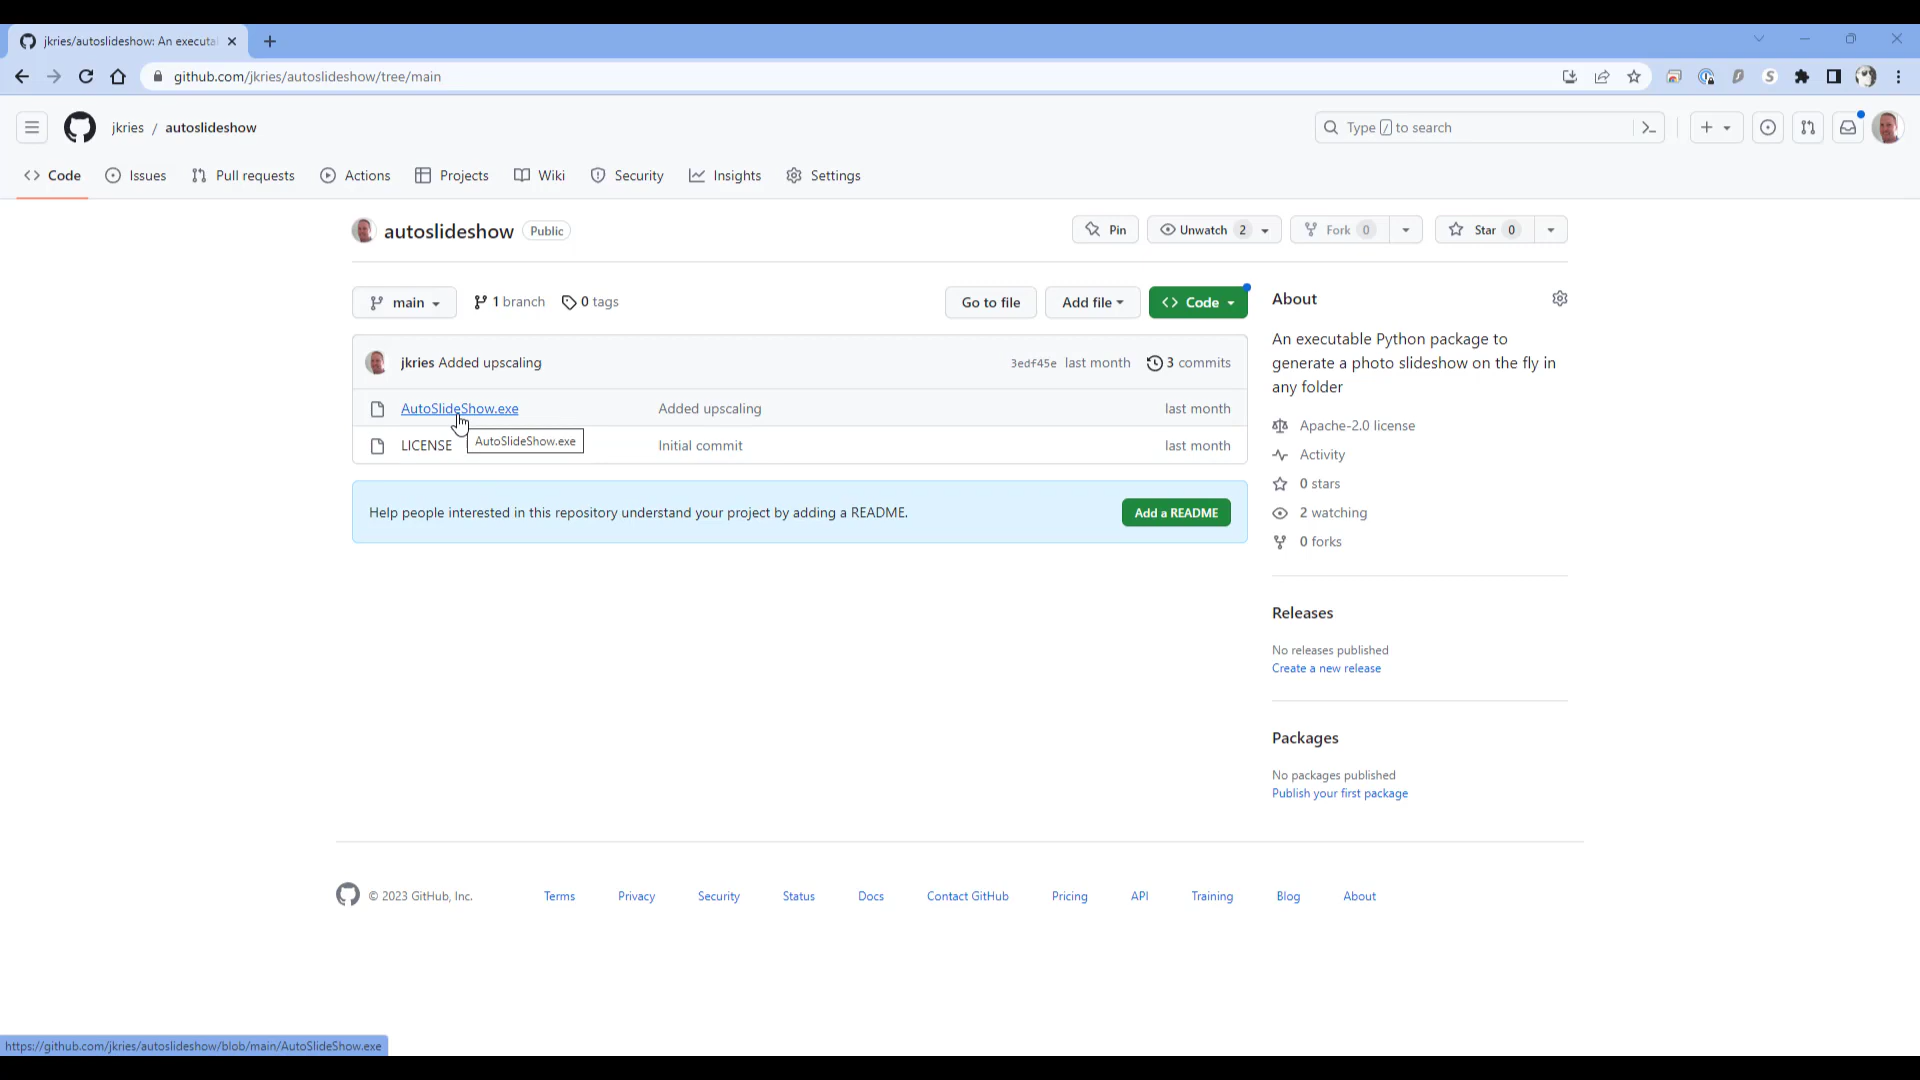 jkries/autoslideshow: An executa
github.com/jkries/autoslideshow/tree/main
S
jkries / autoslideshow
Type / to search
Code Issues Pull requests Actions Projects Wiki Security Insights Settings
autoslideshow Public
Pin Unwatch 2 Fork 0 Star 0
main 1 branch 0 tags Go to file Add file Code
jkries Added upscaling 3edf45e last month 3 commits
AutoSlideShow.exe Added upscaling last month
LICENSE Initial commit last month
AutoSlideShow.exe
Help people interested in this repository understand your project by adding a README. Add a README
About
An executable Python package to
generate a photo slideshow on the fly in
any folder
Apache-2.0 license
Activity
0 stars
2 watching
0 forks
Releases
No releases published
Create a new release
Packages
No packages published
Publish your first package
© 2023 GitHub, Inc. Terms Privacy Security Status Docs Contact GitHub Pricing API Training Blog About
https://github.com/jkries/autoslideshow/blob/main/AutoSlideShow.exe